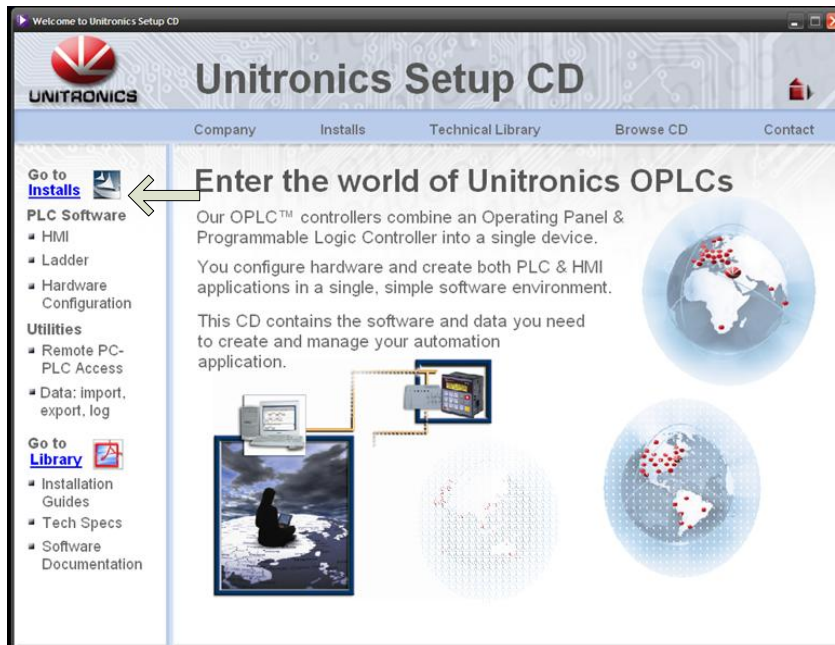 Welcome to Unitronics Setup CD
UNITRONICS
Unitronics Setup CD
Company Installs Technical Library Browse CD Contact
Go to
Installs
PLC Software
HMI
Ladder
Hardware
Configuration
Utilities
Remote PC-
PLC Access
Data: import,
export, log
Go to
Library
Installation
Guides
Tech Specs
Software
Documentation
Enter the world of Unitronics OPLCs
Our OPLC™ controllers combine an Operating Panel &
Programmable Logic Controller into a single device.
You configure hardware and create both PLC & HMI
applications in a single, simple software environment.
This CD contains the software and data you need
to create and manage your automation
application.